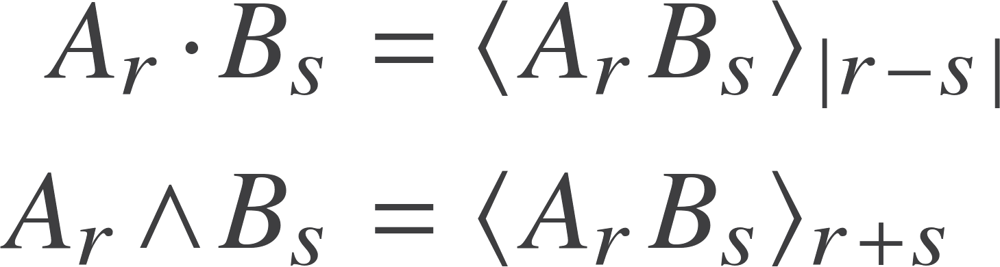 A_r · B_s = ⟨A_r B_s⟩_{|r−s|}
A_r ∧ B_s = ⟨A_r B_s⟩_{r+s}